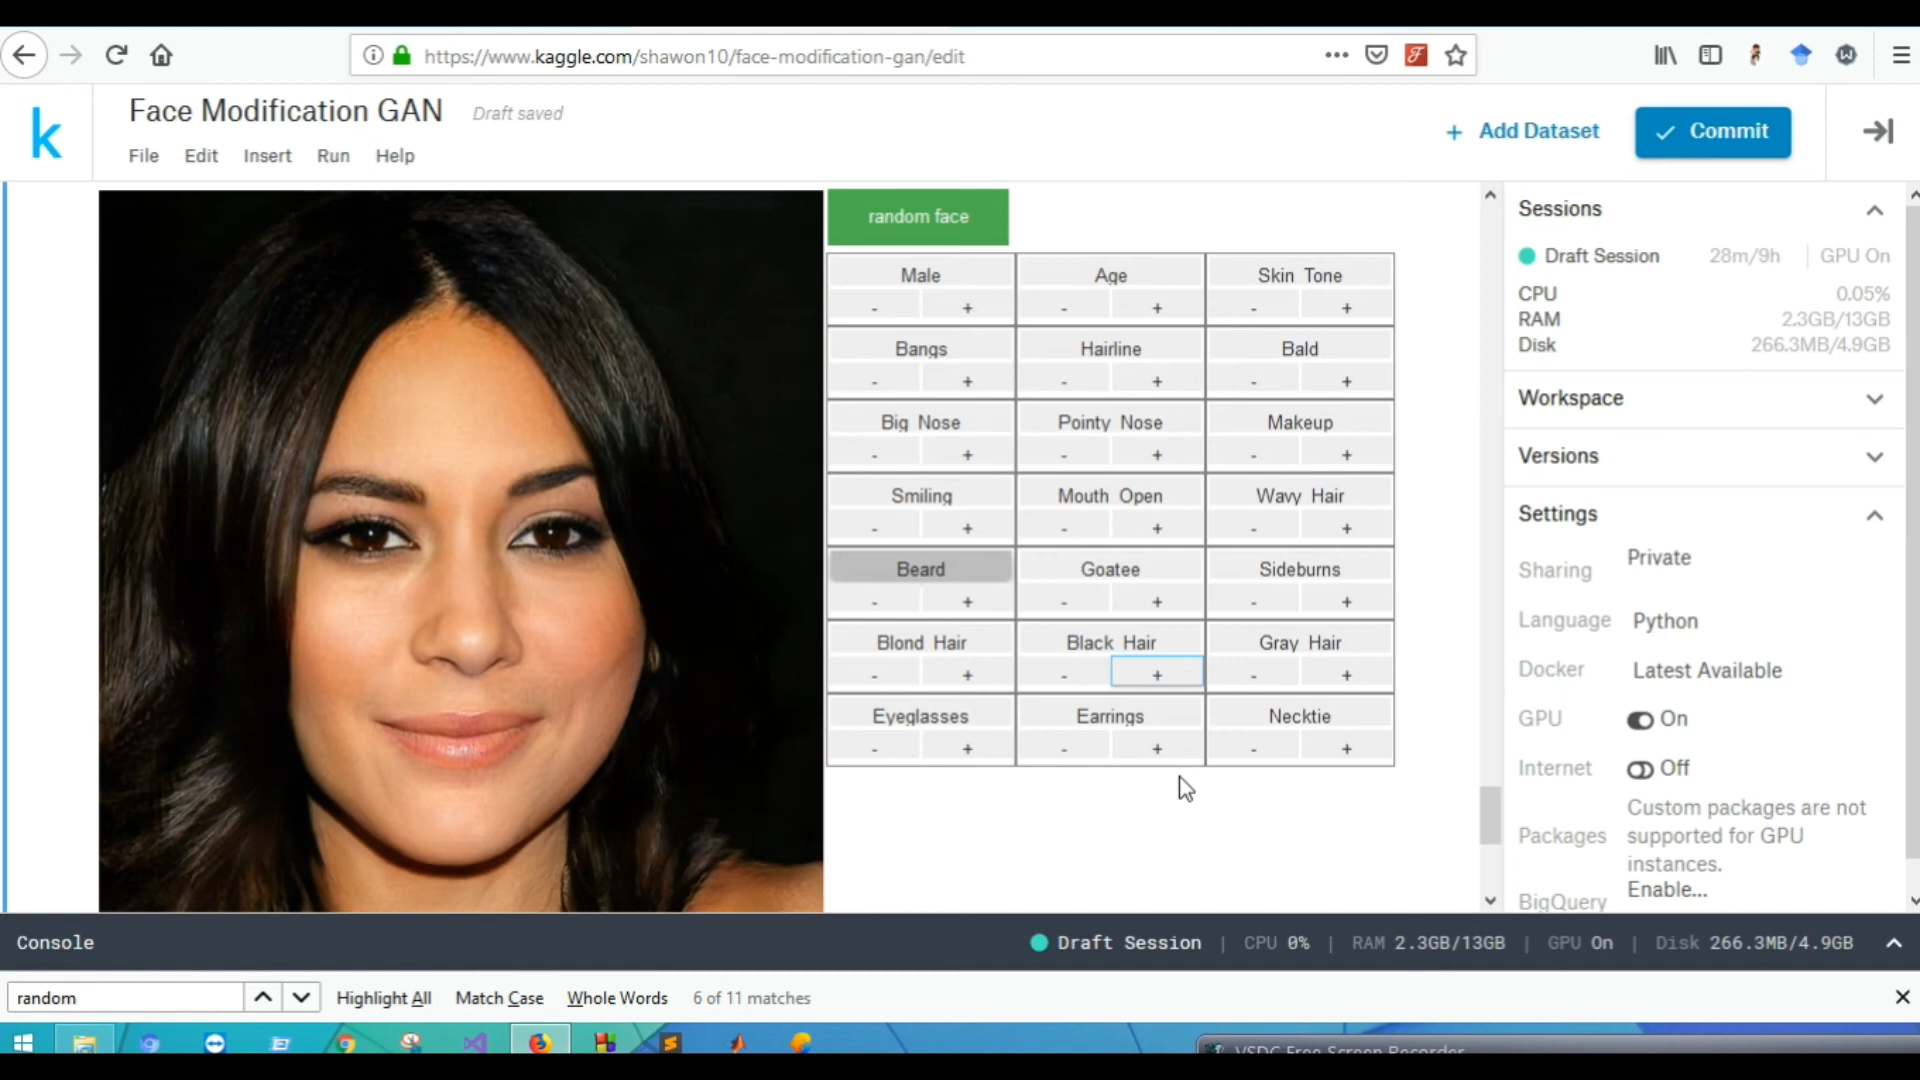 https://www.kaggle.com/shawon10/face-modification-gan/edit
k
Face Modification GAN Draft saved
File Edit Insert Run Help
+ Add Dataset
Commit
random face
Male Age Skin Tone
- + - + - +
Bangs Hairline Bald
- + - + - +
Big Nose Pointy Nose Makeup
- + - + - +
Smiling Mouth Open Wavy Hair
- + - + - +
Beard Goatee Sideburns
- + - + - +
Blond Hair Black Hair Gray Hair
- + - + - +
Eyeglasses Earrings Necktie
- + - + - +
Sessions
Draft Session 28m/9h | GPU On
CPU 0.05%
RAM 2.3GB/13GB
Disk 266.3MB/4.9GB
Workspace
Versions
Settings
Sharing Private
Language Python
Docker Latest Available
GPU On
Internet Off
Packages Custom packages are not
supported for GPU
instances.
BigQuery Enable...
Console Draft Session | CPU 0% | RAM 2.3GB/13GB | GPU On | Disk 266.3MB/4.9GB
random Highlight All Match Case Whole Words 6 of 11 matches
VSDC Free Screen Recorder